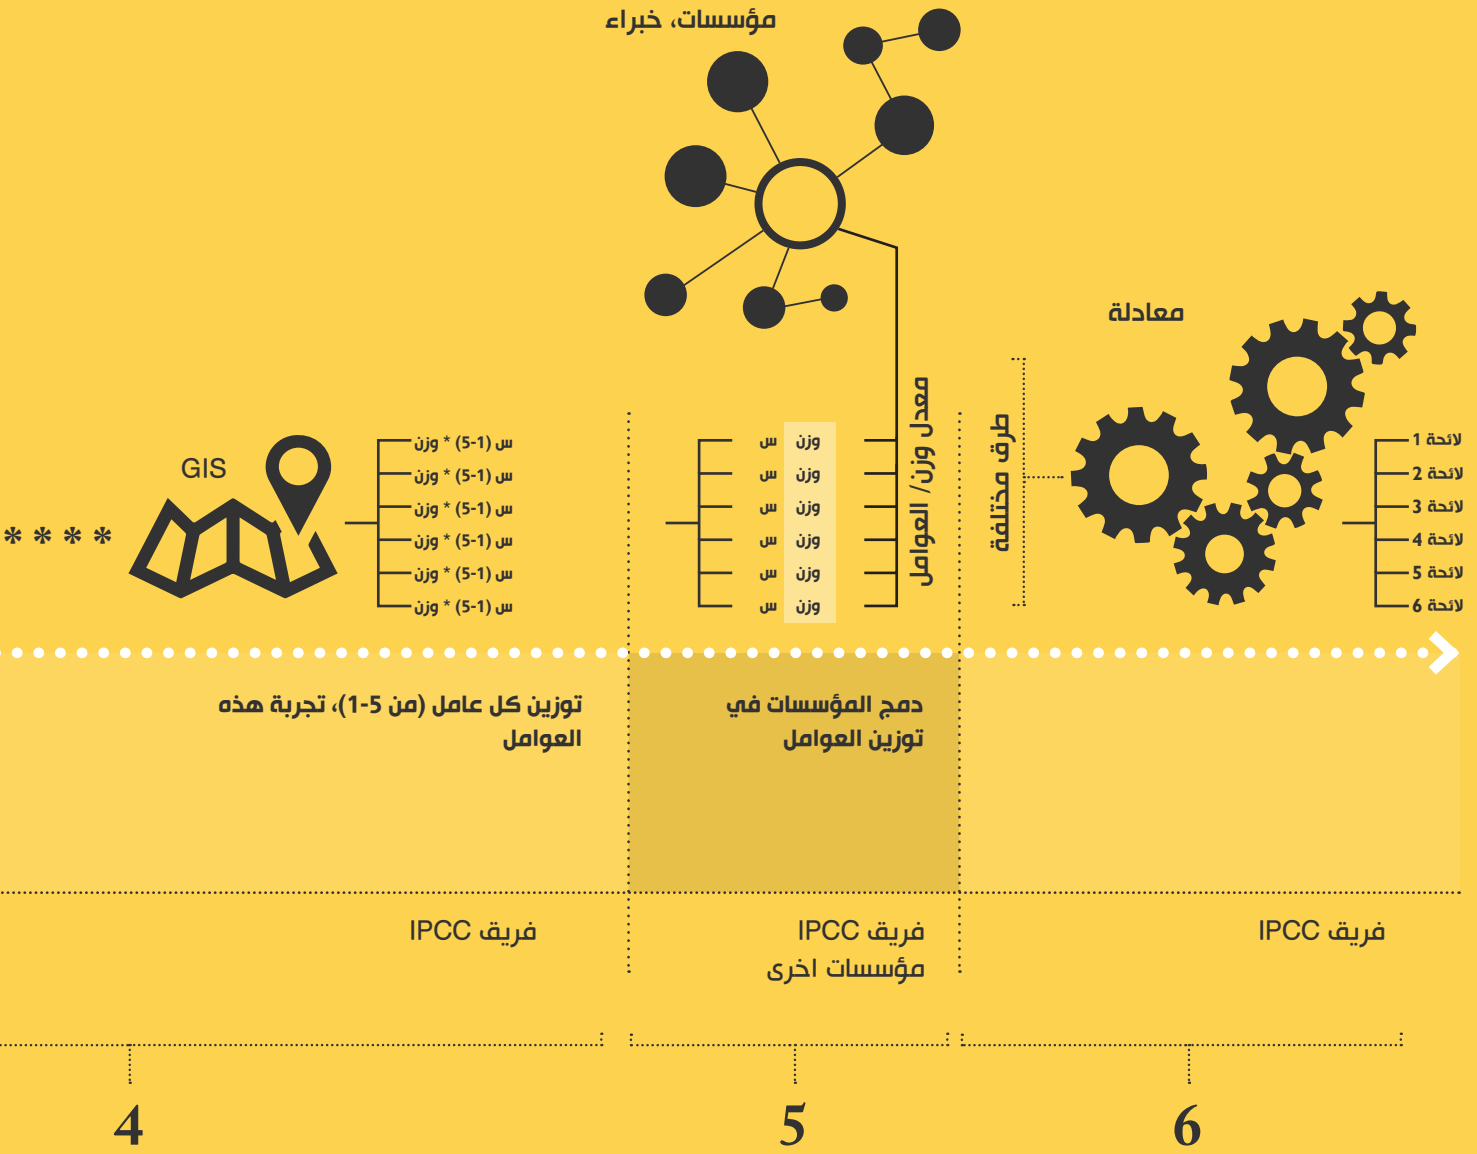 مؤسسات، خبراء
معادلة
GIS
* * * *
س (1-5) * وزن
س (1-5) * وزن
س (1-5) * وزن
س (1-5) * وزن
س (1-5) * وزن
س (1-5) * وزن
وزن س
وزن س
وزن س
وزن س
وزن س
وزن س
معدل وزن/ العوامل
طرق مختلفة
لائحة 1
لائحة 2
لائحة 3
لائحة 4
لائحة 5
لائحة 6
توزين كل عامل (من 5-1)، تجربة هذه
العوامل
دمج المؤسسات في
توزين العوامل
فريق IPCC
فريق IPCC
مؤسسات اخرى
فريق IPCC
4
5
6